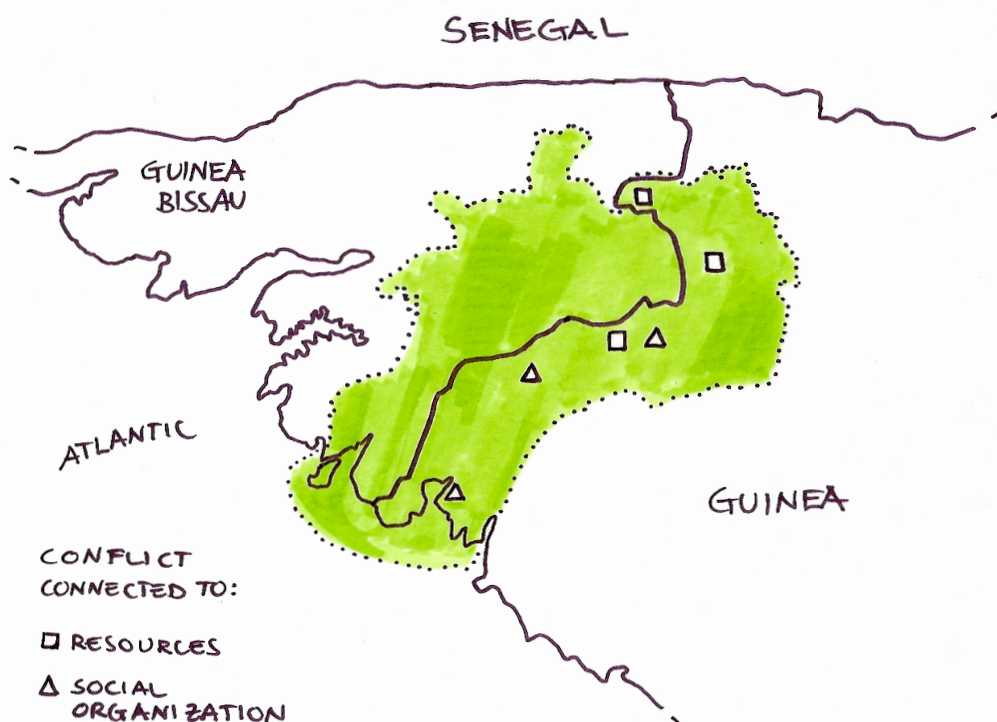 SENEGAL
GUINEA
BISSAU
ATLANTIC
GUINEA
CONFLICT
CONNECTED TO:
RESOURCES
SOCIAL
ORGANIZATION